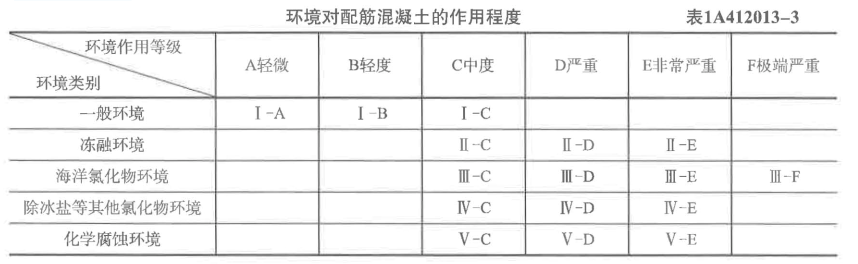 环境对配筋混凝土的作用程度 表1A412013-3
环境作用等级
环境类别
A轻微 B轻度 C中度 D严重 E非常严重 F极端严重
一般环境 Ⅰ-A Ⅰ-B Ⅰ-C
冻融环境 Ⅱ-C Ⅱ-D Ⅱ-E
海洋氯化物环境 Ⅲ-C Ⅲ-D Ⅲ-E Ⅲ-F
除冰盐等其他氯化物环境 Ⅳ-C Ⅳ-D Ⅳ-E
化学腐蚀环境 Ⅴ-C Ⅴ-D Ⅴ-E